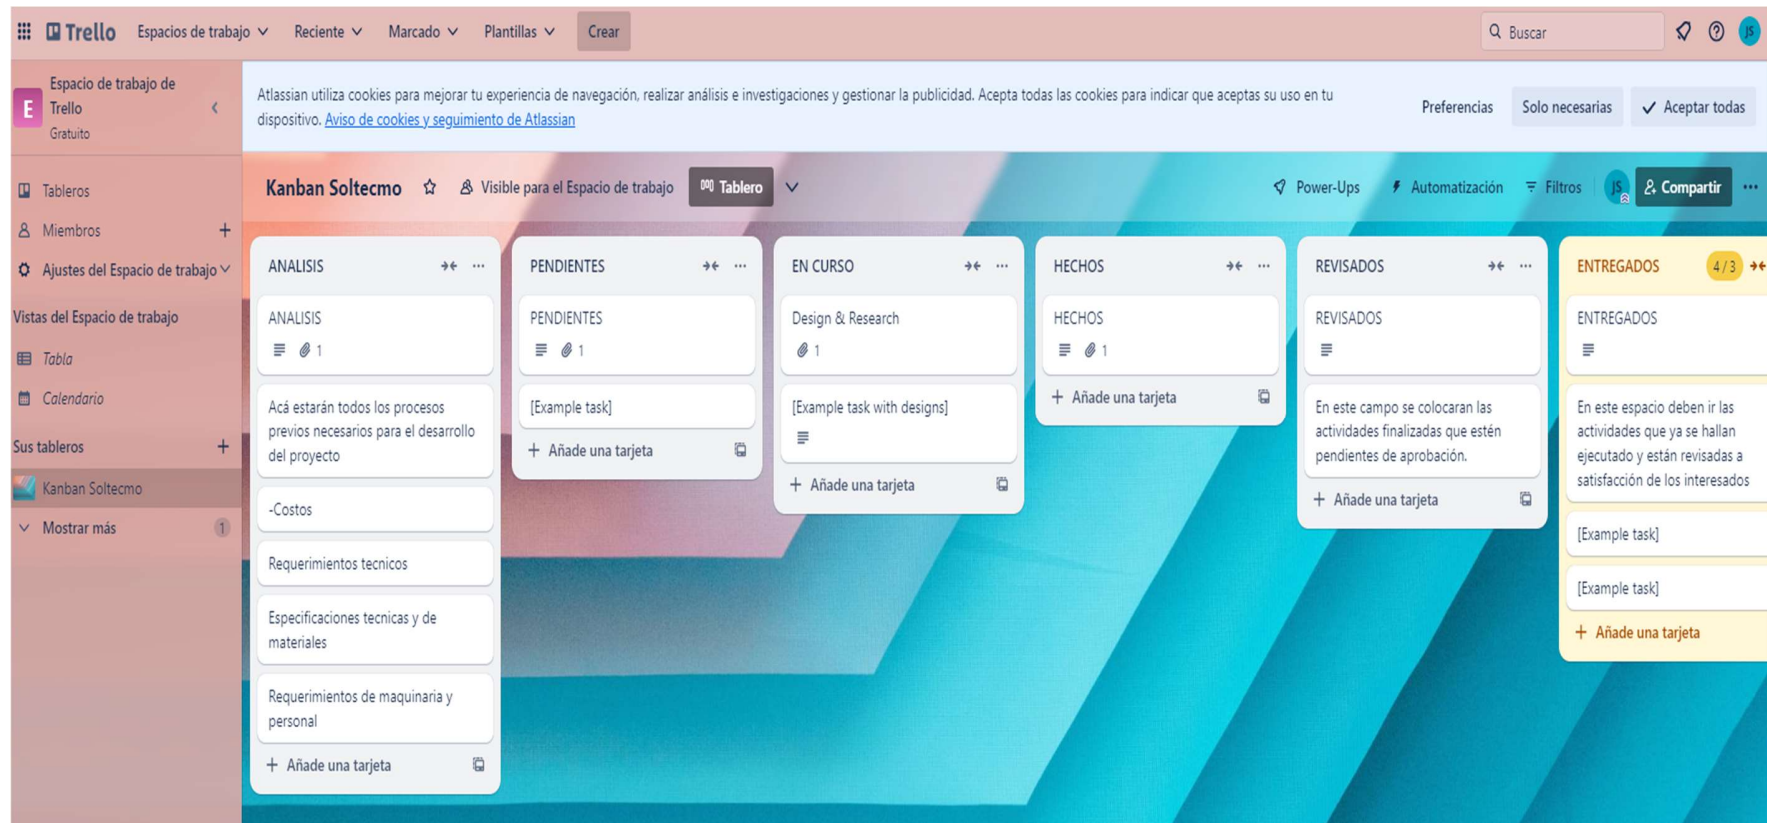 Trello
Espacios de trabajo
Reciente
Marcado
Plantillas
Crear
Buscar
JS
E
Espacio de trabajo de
Trello
Gratuito
Atlassian utiliza cookies para mejorar tu experiencia de navegación, realizar análisis e investigaciones y gestionar la publicidad. Acepta todas las cookies para indicar que aceptas su uso en tu
dispositivo. Aviso de cookies y seguimiento de Atlassian
Preferencias
Solo necesarias
Aceptar todas
Tableros
Miembros
Ajustes del Espacio de trabajo
Vistas del Espacio de trabajo
Tabla
Calendario
Sus tableros
Kanban Soltecmo
Mostrar más
1
Kanban Soltecmo
Visible para el Espacio de trabajo
Tablero
Power-Ups
Automatización
Filtros
JS
Compartir
ANALISIS
ANALISIS
1
Acá estarán todos los procesos
previos necesarios para el desarrollo
del proyecto
-Costos
Requerimientos tecnicos
Especificaciones tecnicas y de
materiales
Requerimientos de maquinaria y
personal
+ Añade una tarjeta
PENDIENTES
PENDIENTES
1
[Example task]
+ Añade una tarjeta
EN CURSO
Design & Research
1
[Example task with designs]
+ Añade una tarjeta
HECHOS
HECHOS
1
+ Añade una tarjeta
REVISADOS
REVISADOS
En este campo se colocaran las
actividades finalizadas que estén
pendientes de aprobación.
+ Añade una tarjeta
ENTREGADOS
4/3
ENTREGADOS
En este espacio deben ir las
actividades que ya se hallan
ejecutado y están revisadas a
satisfacción de los interesados
[Example task]
[Example task]
+ Añade una tarjeta